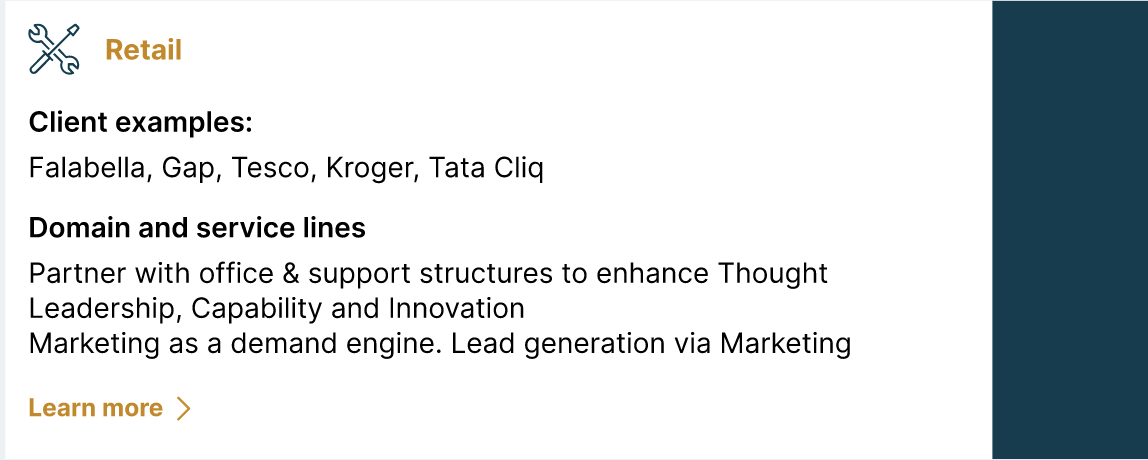 Retail
Client examples:
Falabella, Gap, Tesco, Kroger, Tata Cliq
Domain and service lines
Partner with office & support structures to enhance Thought
Leadership, Capability and Innovation
Marketing as a demand engine. Lead generation via Marketing
Learn more